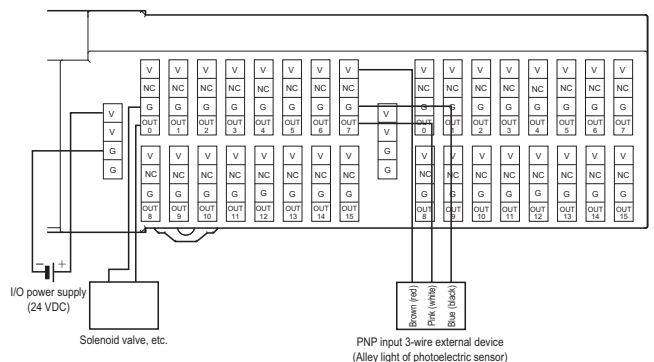 V V V V V V V V V V V V V V V V
NC NC NC NC NC NC NC NC NC NC NC NC NC NC NC NC
G G G G G G G G G G G G G G G G
OUT OUT OUT OUT OUT OUT OUT OUT OUT OUT OUT OUT OUT OUT OUT OUT
0 1 2 3 4 5 6 7 0 1 2 3 4 5 6 7
V V
V V
G G
G G
V V V V V V V V V V V V V V V V
NC NC NC NC NC NC NC NC NC NC NC NC NC NC NC NC
G G G G G G G G G G G G G G G G
OUT OUT OUT OUT OUT OUT OUT OUT OUT OUT OUT OUT OUT OUT OUT OUT
8 9 10 11 12 13 14 15 8 9 10 11 12 13 14 15
− +
I/O power supply
(24 VDC)
Solenoid valve, etc.
Brown (red)
Pink (white)
Blue (black)
PNP input 3-wire external device
(Alley light of photoelectric sensor)